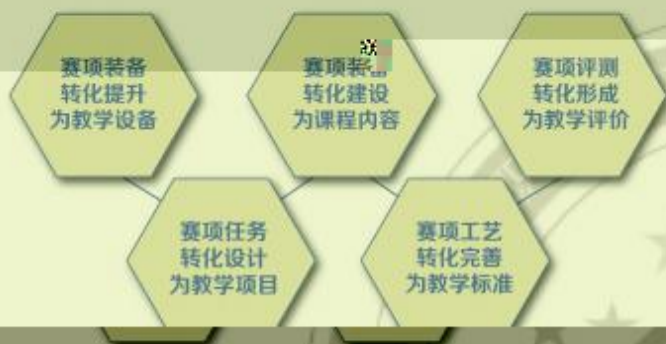 赛项装备
转化提升
为教学设备
赛项装
转化建设
为课程内容
赛项评测
转化形成
为教学评价
赛项任务
转化设计
为教学项目
赛项工艺
转化完善
为教学标准